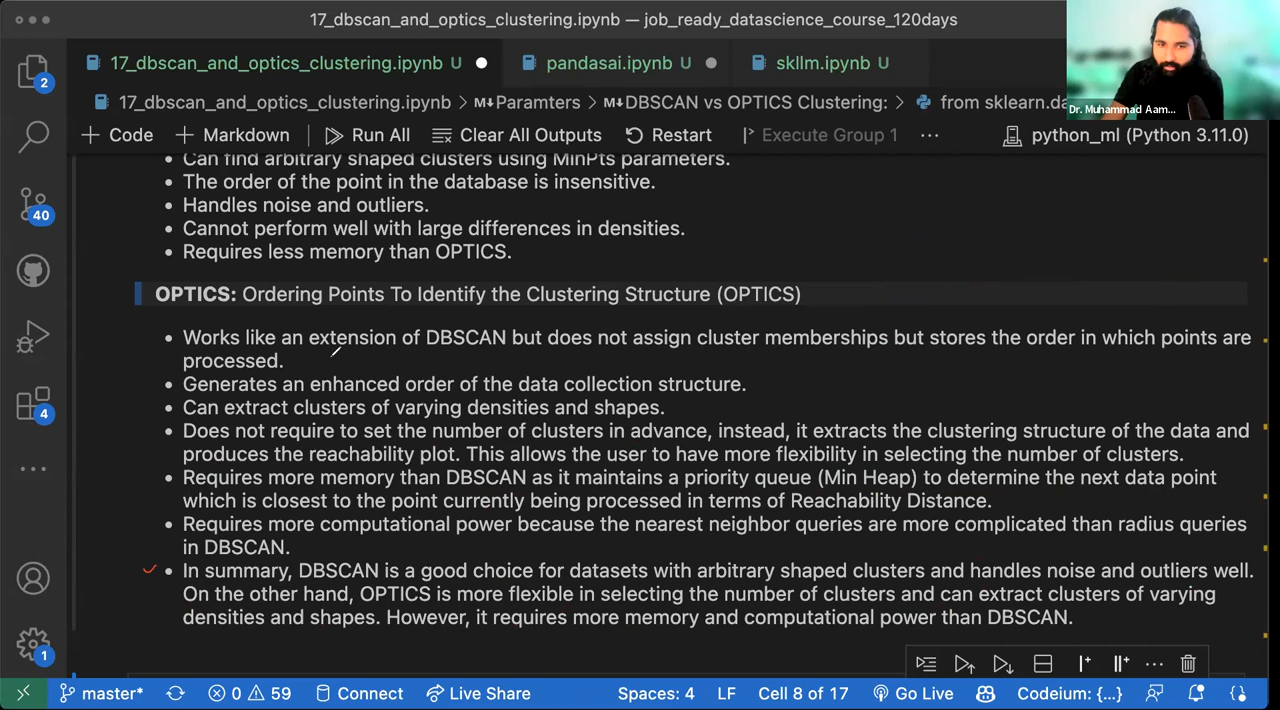 17_dbscan_and_optics_clustering.ipynb — job_ready_datascience_course_120days
17_dbscan_and_optics_clustering.ipynb U
pandasai.ipynb U
skllm.ipynb U
Dr. Muhammad Aam...
17_dbscan_and_optics_clustering.ipynb > M↓Paramters > M↓DBSCAN vs OPTICS Clustering: > from sklearn.da
+ Code + Markdown Run All Clear All Outputs Restart Execute Group 1 ... python_ml (Python 3.11.0)
2
40
4
1
• Can find arbitrary shaped clusters using MinPts parameters.
• The order of the point in the database is insensitive.
• Handles noise and outliers.
• Cannot perform well with large differences in densities.
• Requires less memory than OPTICS.
OPTICS: Ordering Points To Identify the Clustering Structure (OPTICS)
• Works like an extension of DBSCAN but does not assign cluster memberships but stores the order in which points are
processed.
• Generates an enhanced order of the data collection structure.
• Can extract clusters of varying densities and shapes.
• Does not require to set the number of clusters in advance, instead, it extracts the clustering structure of the data and
produces the reachability plot. This allows the user to have more flexibility in selecting the number of clusters.
• Requires more memory than DBSCAN as it maintains a priority queue (Min Heap) to determine the next data point
which is closest to the point currently being processed in terms of Reachability Distance.
• Requires more computational power because the nearest neighbor queries are more complicated than radius queries
in DBSCAN.
• In summary, DBSCAN is a good choice for datasets with arbitrary shaped clusters and handles noise and outliers well.
On the other hand, OPTICS is more flexible in selecting the number of clusters and can extract clusters of varying
densities and shapes. However, it requires more memory and computational power than DBSCAN.
master* 0 59 Connect Live Share Spaces: 4 LF Cell 8 of 17 Go Live Codeium: {...}